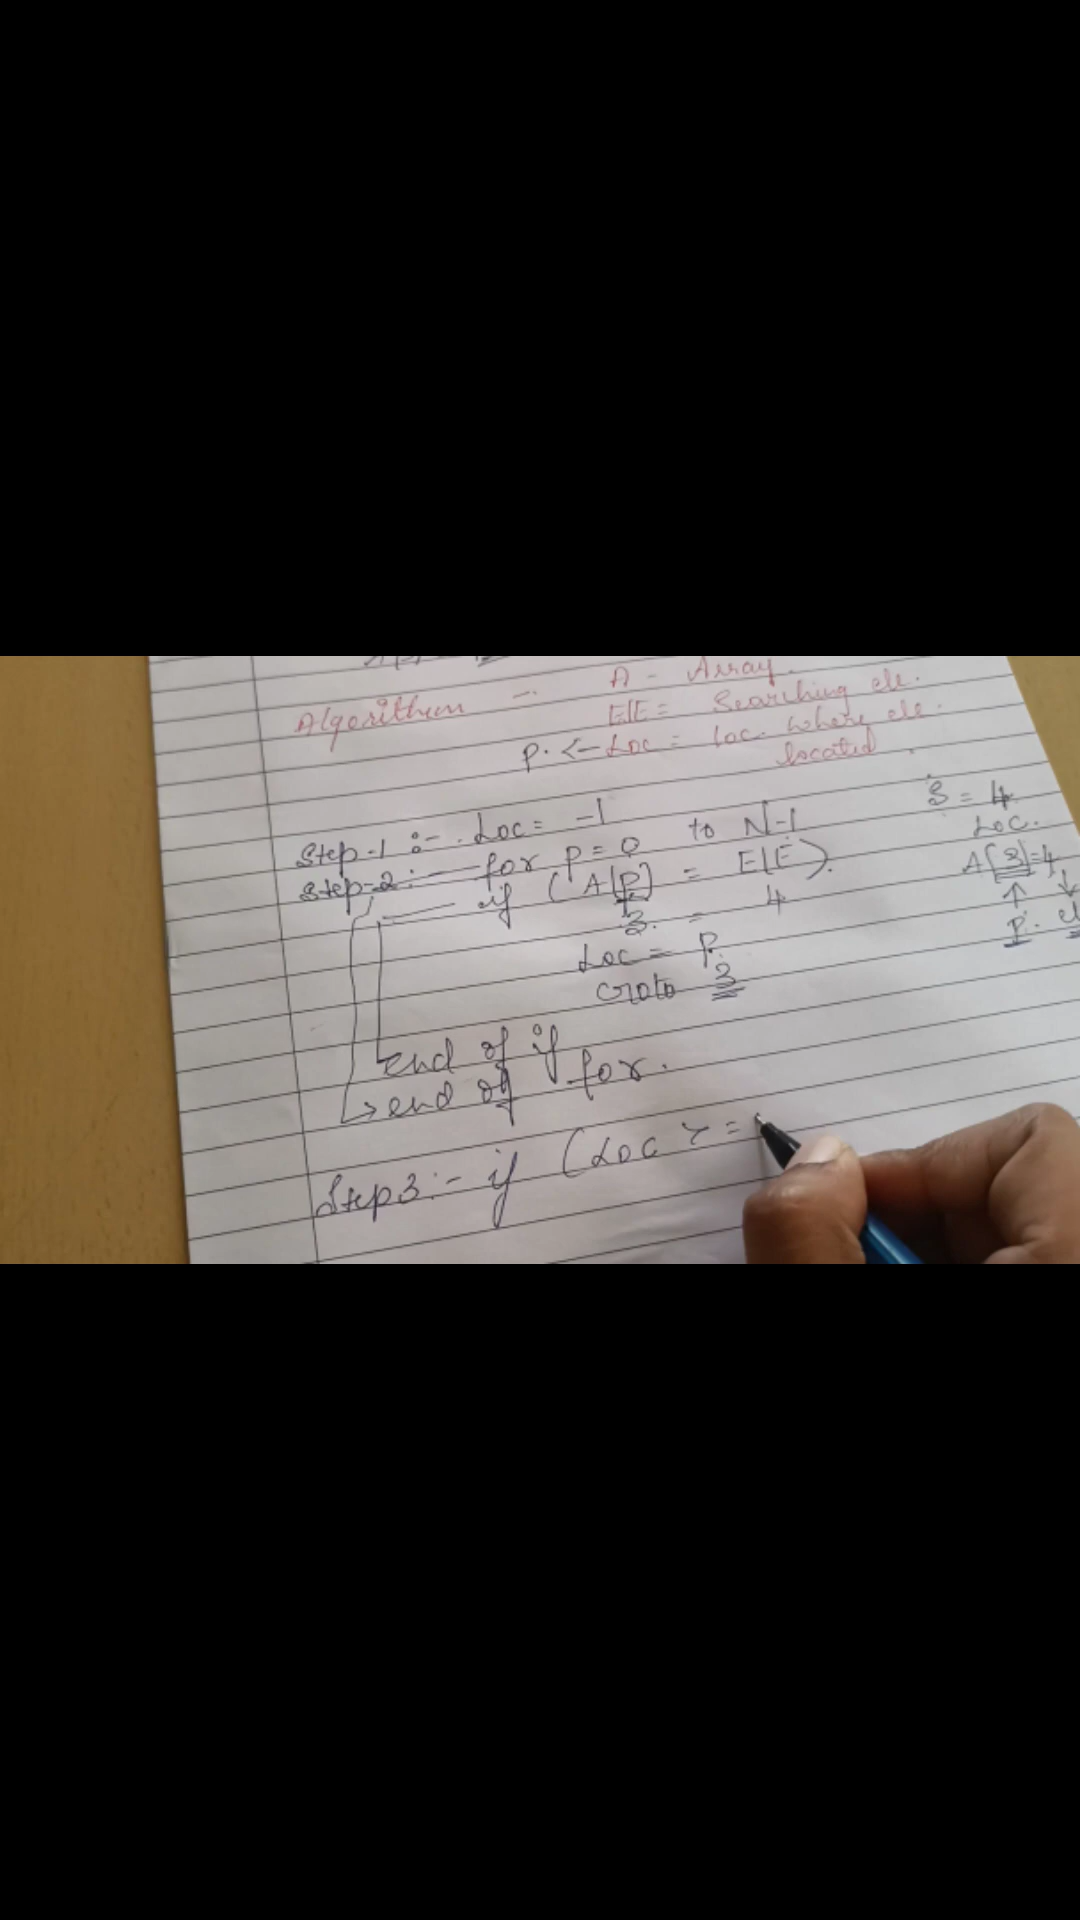 Algorithm :- A - Array.
ElE = Searching ele.
P. <- Loc = loc. where ele.
located.
Step-1 :- Loc = -1
Step-2 :- for P = 0 to N-1
if (A[P] = ElE).
3. = 4
Loc = P.
Goto 3
end of if
end of for.
Step3:- if (Loc >=
3 = 4
Loc.
A[3]=4
↑ ↓
P.